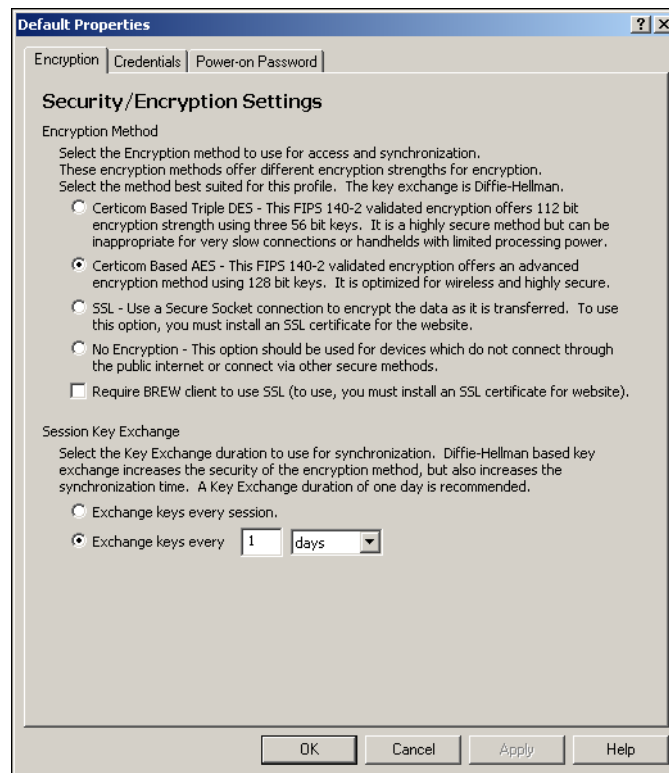 Default Properties
Encryption
Credentials
Power-on Password
Security/Encryption Settings
Encryption Method
Select the Encryption method to use for access and synchronization.
These encryption methods offer different encryption strengths for encryption.
Select the method best suited for this profile. The key exchange is Diffie-Hellman.
Certicom Based Triple DES - This FIPS 140-2 validated encryption offers 112 bit
encryption strength using three 56 bit keys. It is a highly secure method but can be
inappropriate for very slow connections or handhelds with limited processing power.
Certicom Based AES - This FIPS 140-2 validated encryption offers an advanced
encryption method using 128 bit keys. It is optimized for wireless and highly secure.
SSL - Use a Secure Socket connection to encrypt the data as it is transferred. To use
this option, you must install an SSL certificate for the website.
No Encryption - This option should be used for devices which do not connect through
the public internet or connect via other secure methods.
Require BREW client to use SSL (to use, you must install an SSL certificate for website).
Session Key Exchange
Select the Key Exchange duration to use for synchronization. Diffie-Hellman based key
exchange increases the security of the encryption method, but also increases the
synchronization time. A Key Exchange duration of one day is recommended.
Exchange keys every session.
Exchange keys every 1 days
OK Cancel Apply Help